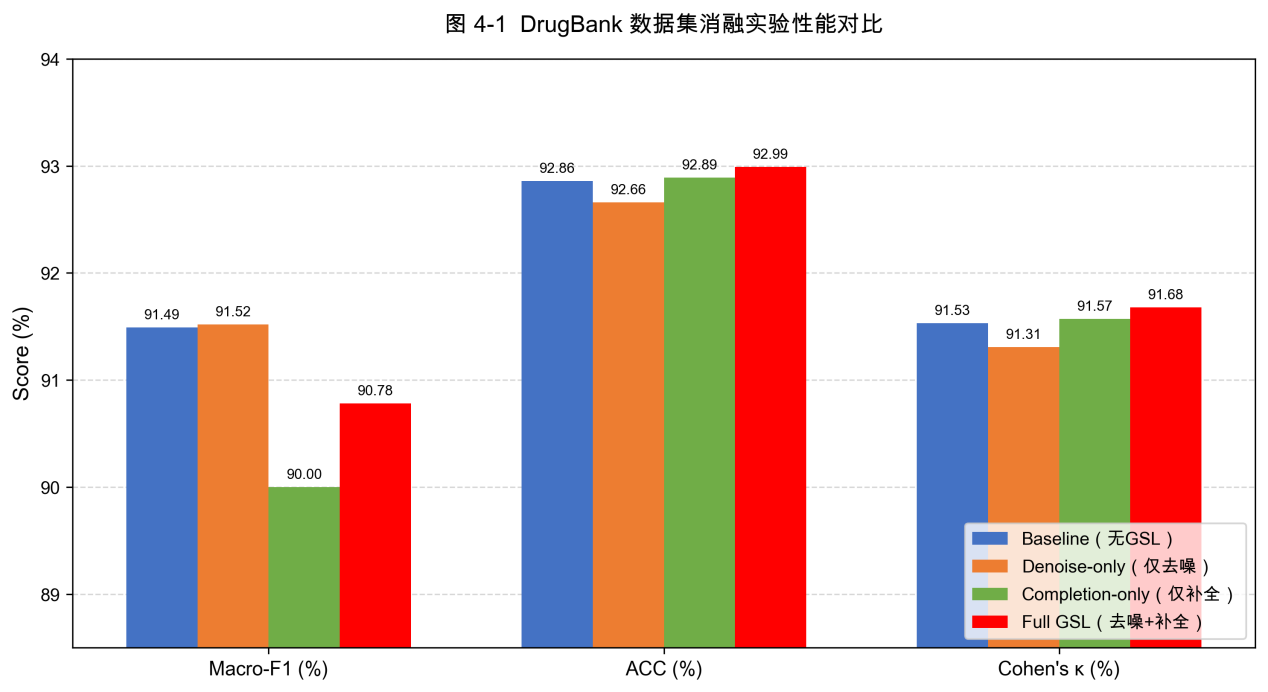 图 4-1 DrugBank 数据集消融实验性能对比
Score (%)
94
93
92
91
90
89
91.49
91.52
90.00
90.78
92.86
92.66
92.89
92.99
91.53
91.31
91.57
91.68
Macro-F1 (%)
ACC (%)
Cohen's κ (%)
Baseline（无GSL）
Denoise-only（仅去噪）
Completion-only（仅补全）
Full GSL（去噪+补全）